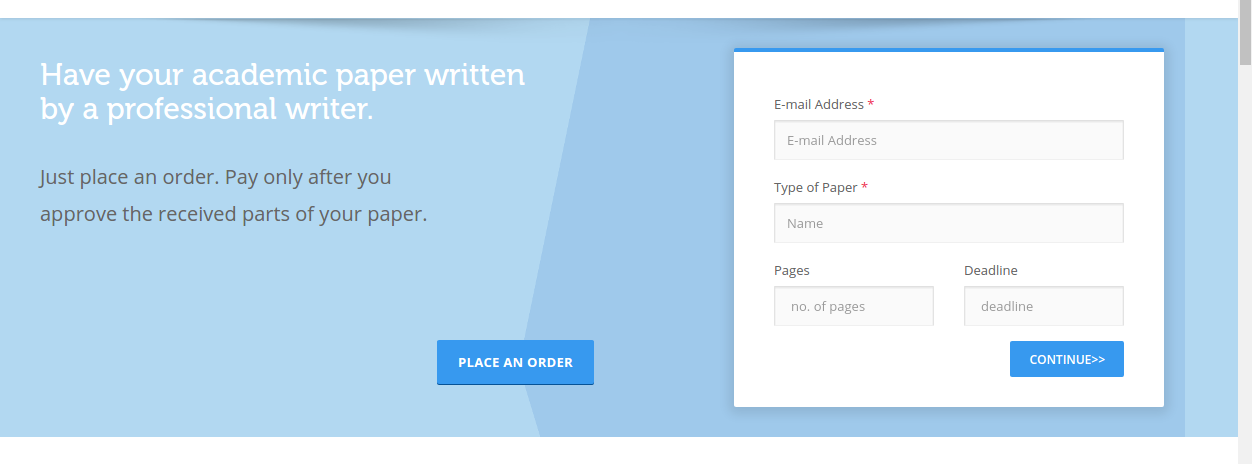 Have your academic paper written
by a professional writer.
Just place an order. Pay only after you
approve the received parts of your paper.
PLACE AN ORDER
E-mail Address *
E-mail Address
Type of Paper *
Name
Pages
Deadline
no. of pages
deadline
CONTINUE>>